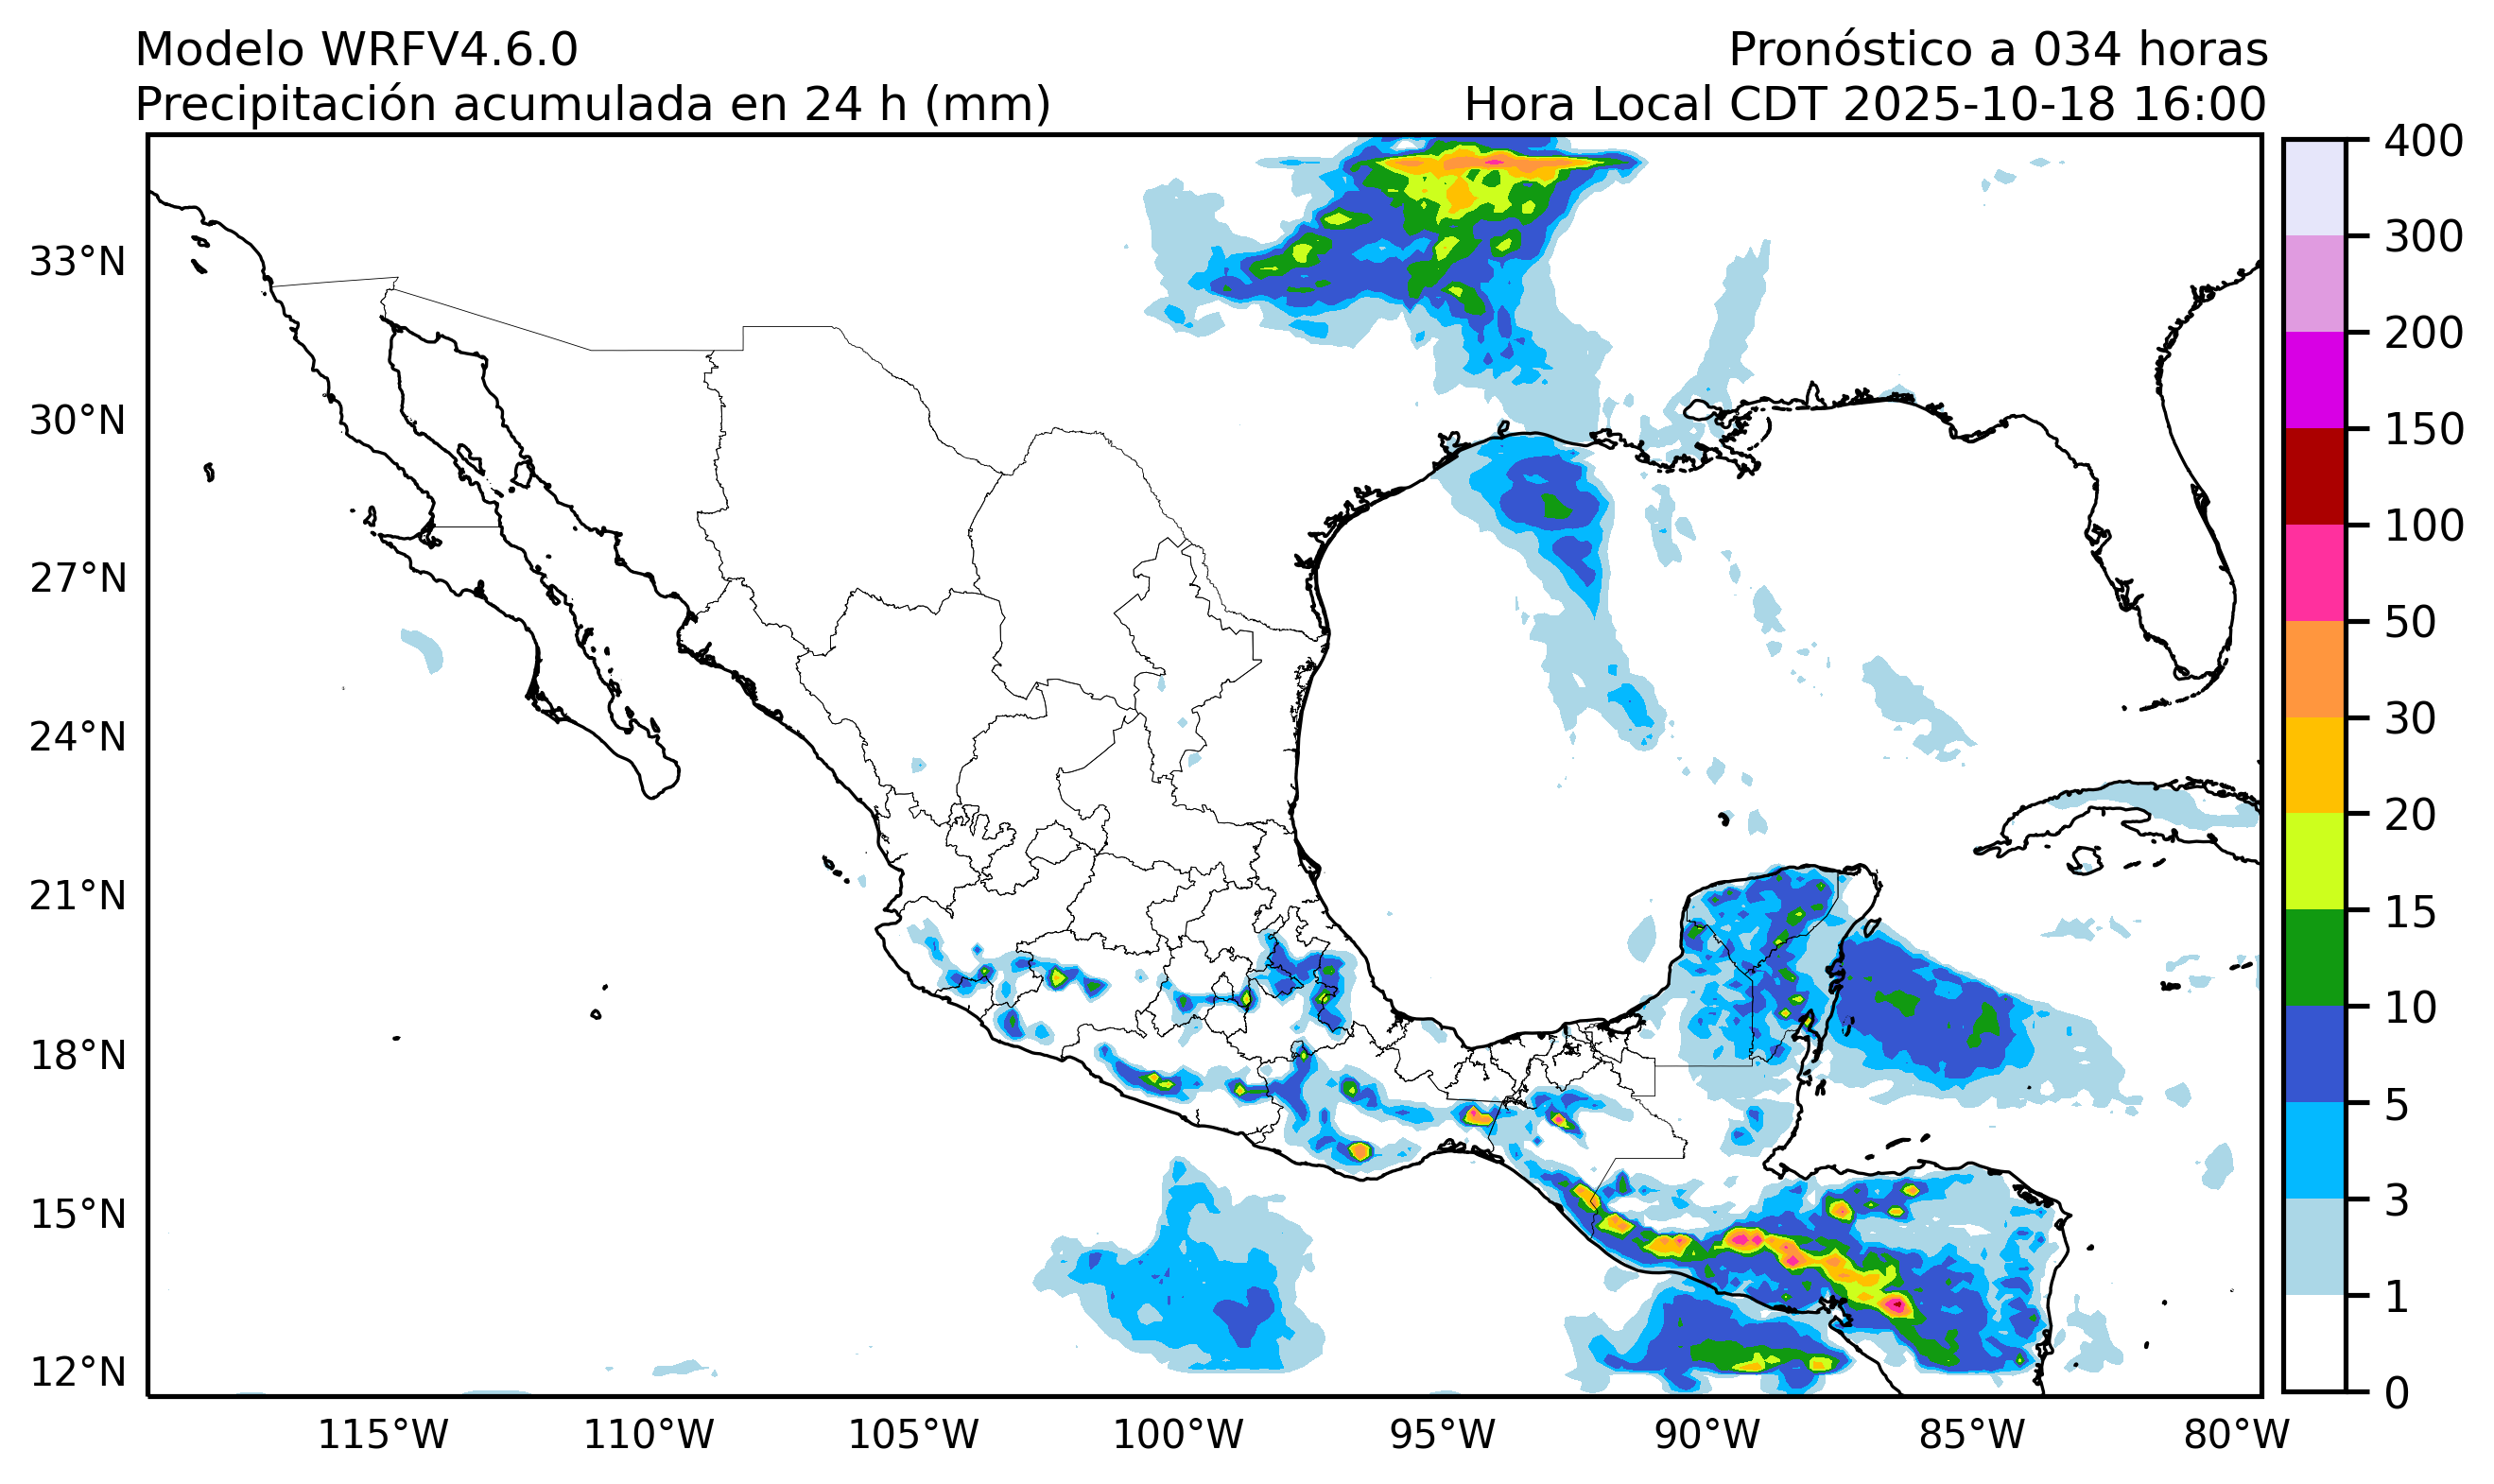 Modelo WRFV4.6.0
Pronóstico a 034 horas
Precipitación acumulada en 24 h (mm)
Hora Local CDT 2025-10-18 16:00
33°N
30°N
27°N
24°N
21°N
18°N
15°N
12°N
115°W
110°W
105°W
100°W
95°W
90°W
85°W
80°W
400
300
200
150
100
50
30
20
15
10
5
3
1
0